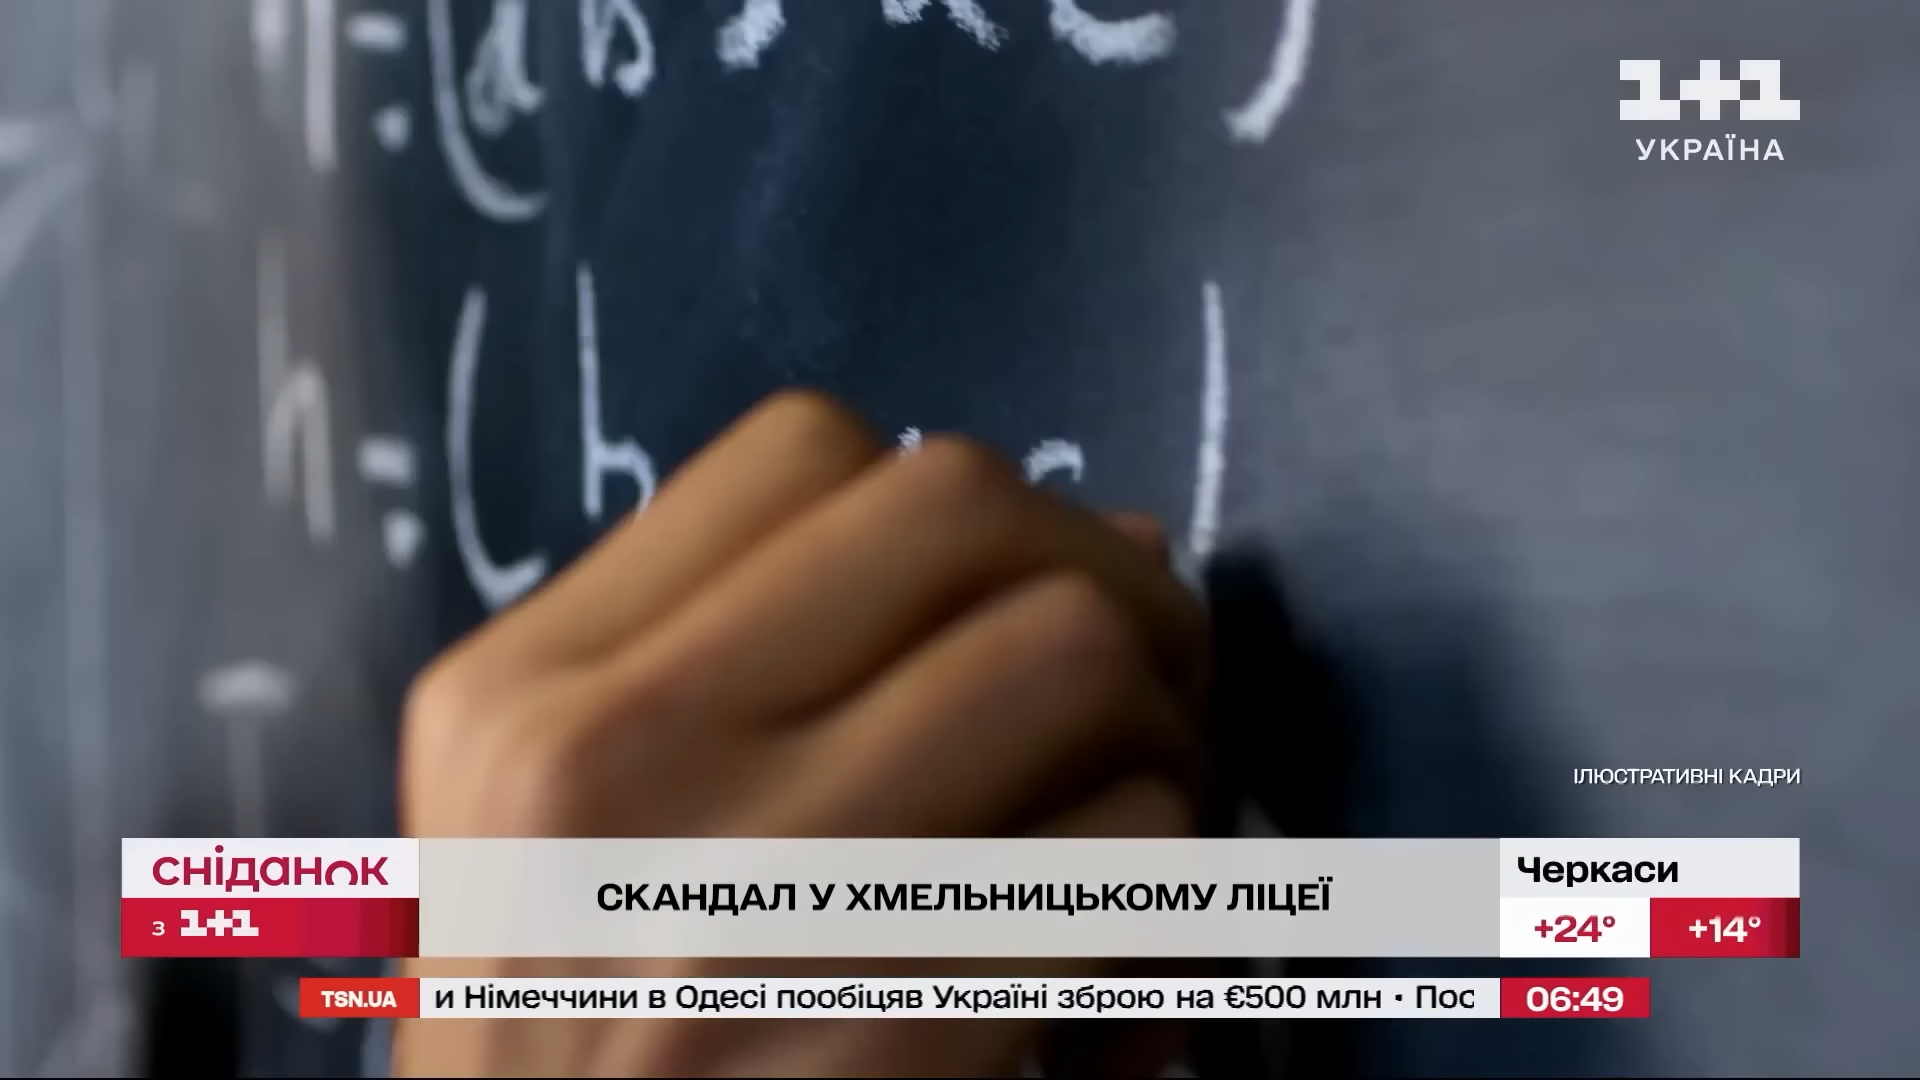 1+1
УКРАЇНА
ІЛЮСТРАТИВНІ КАДРИ
СНІДАНОК
з 1+1
СКАНДАЛ У ХМЕЛЬНИЦЬКОМУ ЛІЦЕЇ
Черкаси
+24° +14°
TSN.UA
и Німеччини в Одесі пообіцяв Україні зброю на €500 млн • Пос
06:49